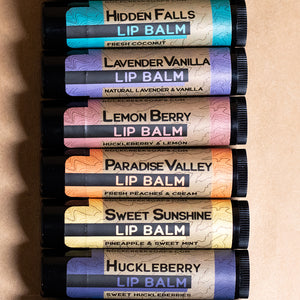 HIDDEN FALLS
LIP BALM
FRESH COCONUT
LAVENDER VANILLA
LIP BALM
NATURAL LAVENDER & VANILLA
LEMON BERRY
LIP BALM
HUCKLEBERRY & LEMON
PARADISE VALLEY
LIP BALM
FRESH PEACHES & CREAM
SWEET SUNSHINE
LIP BALM
PINEAPPLE & SWEET MINT
HUCKLEBERRY
LIP BALM
SWEET HUCKLEBERRIES